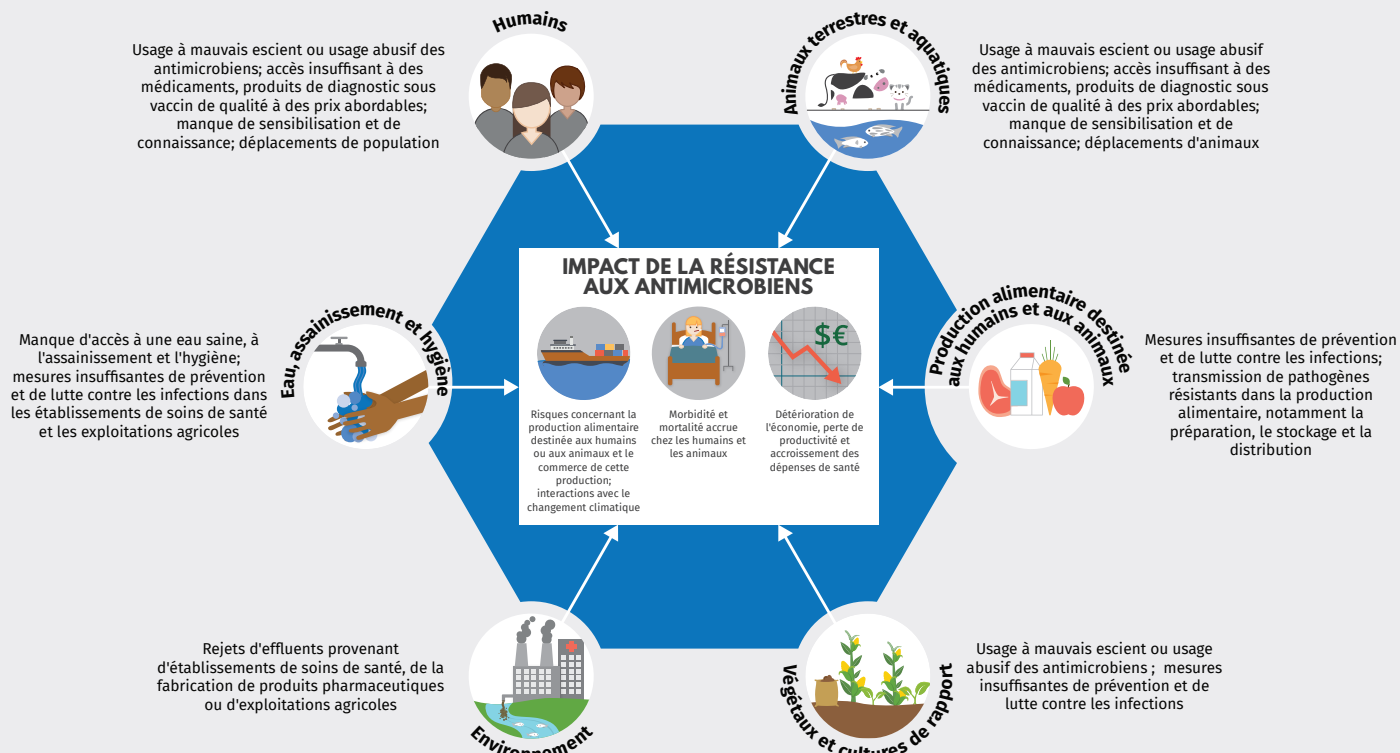 Humains
Usage à mauvais escient ou usage abusif des
antimicrobiens; accès insuffisant à des
médicaments, produits de diagnostic sous
vaccin de qualité à des prix abordables;
manque de sensibilisation et de
connaissance; déplacements de population
Animaux terrestres et aquatiques
Usage à mauvais escient ou usage abusif
des antimicrobiens; accès insuffisant à des
médicaments, produits de diagnostic sous
vaccin de qualité à des prix abordables;
manque de sensibilisation et de
connaissance; déplacements d'animaux
Eau, assainissement et hygiène
Manque d'accès à une eau saine, à
l'assainissement et l'hygiène;
mesures insuffisantes de prévention
et de lutte contre les infections dans
les établissements de soins de santé
et les exploitations agricoles
IMPACT DE LA RÉSISTANCE
AUX ANTIMICROBIENS
$€
Risques concernant la
production alimentaire
destinée aux humains
ou aux animaux et le
commerce de cette
production;
interactions avec le
changement climatique
Morbidité et
mortalité accrue
chez les humains et
les animaux
Détérioration de
l'économie, perte de
productivité et
accroissement des
dépenses de santé
Production alimentaire destinée
aux humains et aux animaux
Mesures insuffisantes de prévention
et de lutte contre les infections;
transmission de pathogènes
résistants dans la production
alimentaire, notamment la
préparation, le stockage et la
distribution
Rejets d'effluents provenant
d'établissements de soins de santé, de la
fabrication de produits pharmaceutiques
ou d'exploitations agricoles
Environnement
Végétaux et cultures de rapport
Usage à mauvais escient ou usage
abusif des antimicrobiens ; mesures
insuffisantes de prévention et de
lutte contre les infections